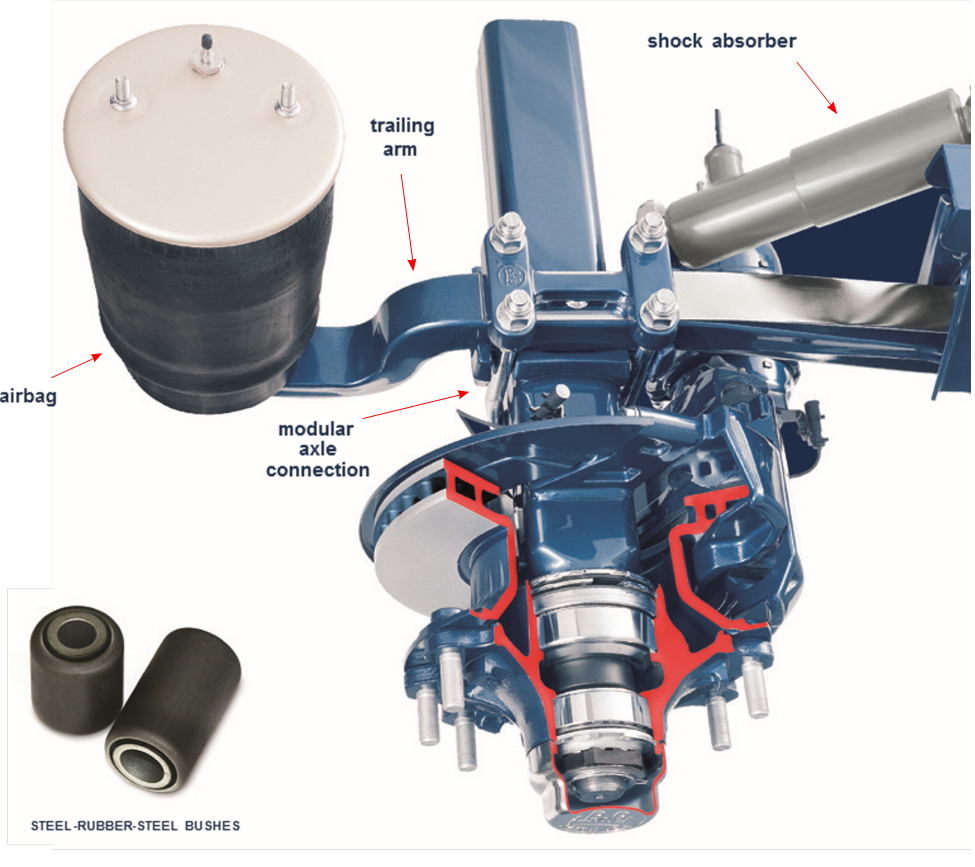 shock absorber
trailing
arm
airbag
modular
axle
connection
STEEL-RUBBER-STEEL BUSHES